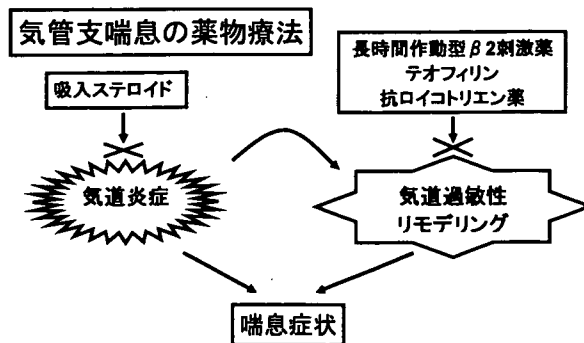 気管支喘息の薬物療法
吸入ステロイド
長時間作動型β2刺激薬
テオフィリン
抗ロイコトリエン薬
気道炎症
気道過敏性
リモデリング
喘息症状